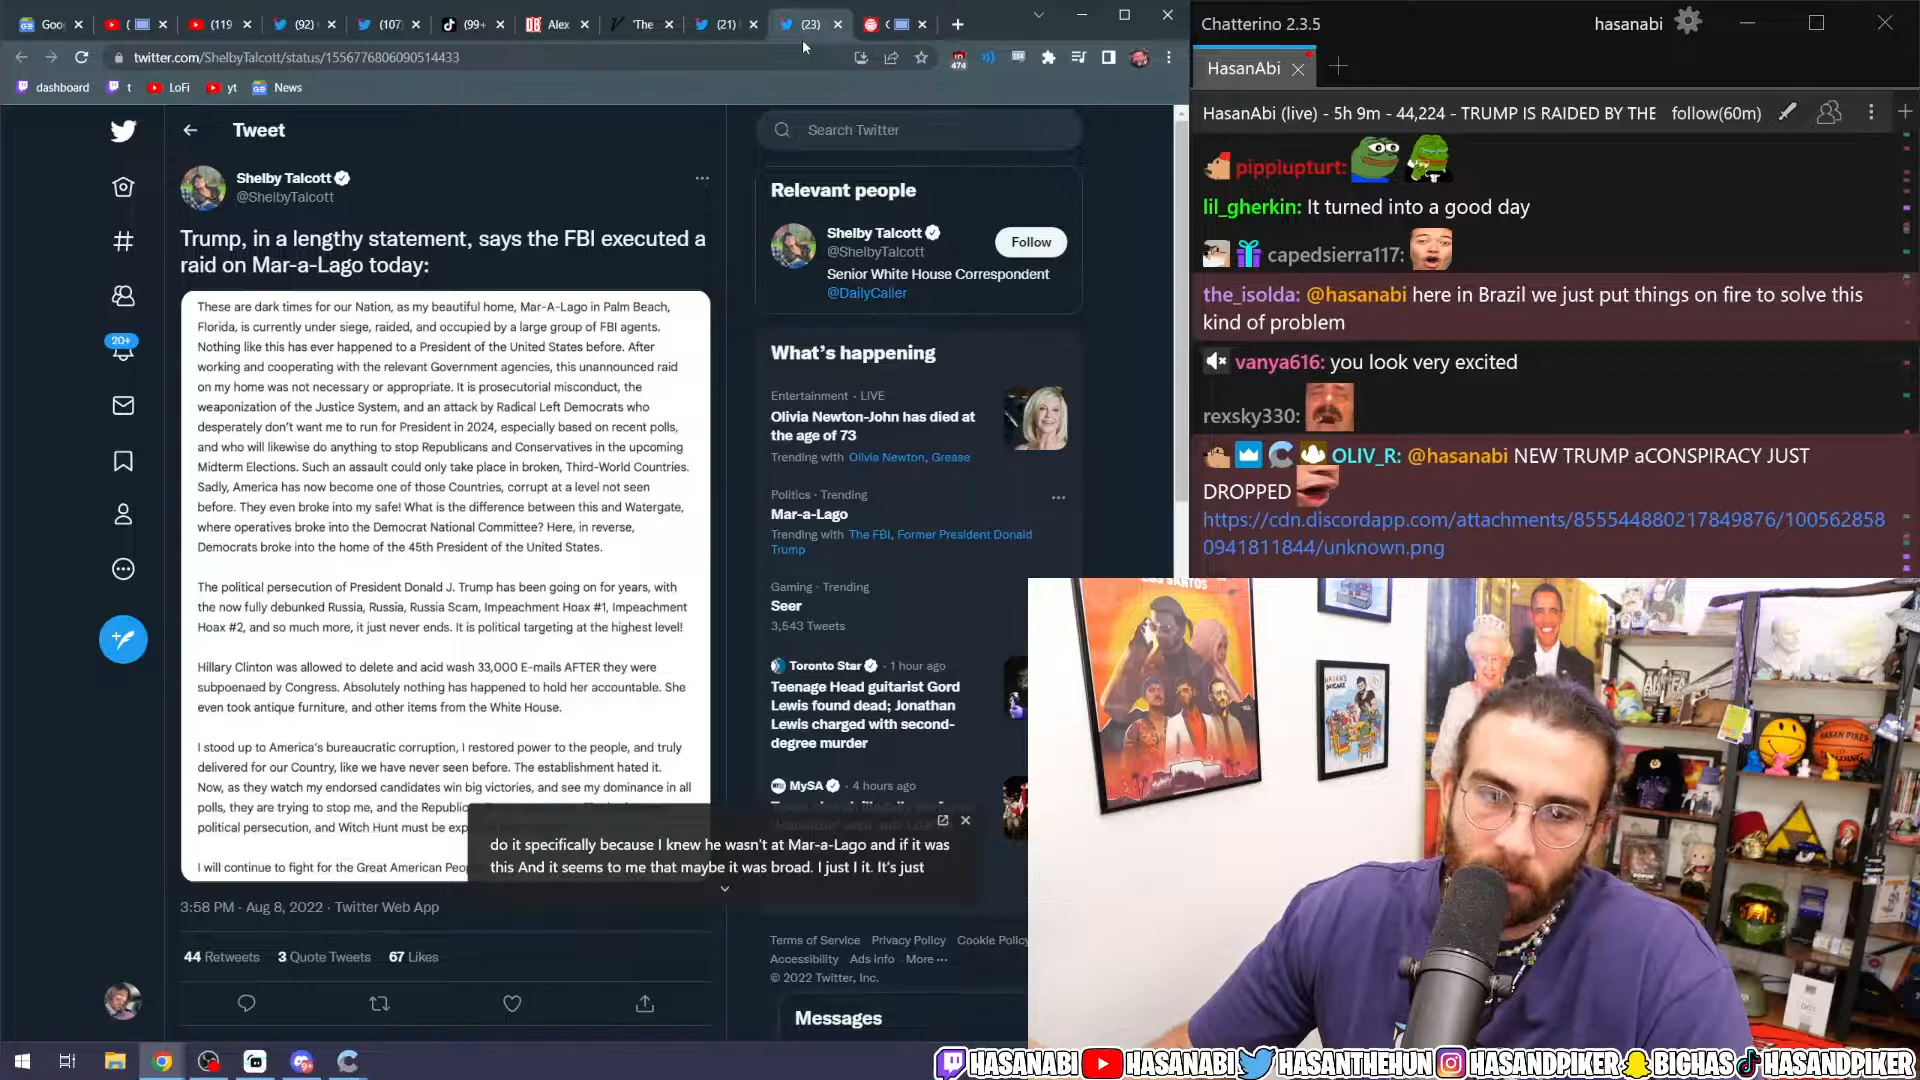 Goo
(119
(92)
(107)
(99+
Alex
'The
(21)
(23)
twitter.com/ShelbyTalcott/status/1556776806090514433
474
dashboard
t
LoFi
yt
News
Tweet
Shelby Talcott
@ShelbyTalcott
Trump, in a lengthy statement, says the FBI executed a
raid on Mar-a-Lago today:
These are dark times for our Nation, as my beautiful home, Mar-A-Lago in Palm Beach,
Florida, is currently under siege, raided, and occupied by a large group of FBI agents.
Nothing like this has ever happened to a President of the United States before. After
working and cooperating with the relevant Government agencies, this unannounced raid
on my home was not necessary or appropriate. It is prosecutorial misconduct, the
weaponization of the Justice System, and an attack by Radical Left Democrats who
desperately don't want me to run for President in 2024, especially based on recent polls,
and who will likewise do anything to stop Republicans and Conservatives in the upcoming
Midterm Elections. Such an assault could only take place in broken, Third-World Countries.
Sadly, America has now become one of those Countries, corrupt at a level not seen
before. They even broke into my safe! What is the difference between this and Watergate,
where operatives broke into the Democrat National Committee? Here, in reverse,
Democrats broke into the home of the 45th President of the United States.
The political persecution of President Donald J. Trump has been going on for years, with
the now fully debunked Russia, Russia, Russia Scam, Impeachment Hoax #1, Impeachment
Hoax #2, and so much more, it just never ends. It is political targeting at the highest level!
Hillary Clinton was allowed to delete and acid wash 33,000 E-mails AFTER they were
subpoenaed by Congress. Absolutely nothing has happened to hold her accountable. She
even took antique furniture, and other items from the White House.
I stood up to America's bureaucratic corruption, I restored power to the people, and truly
delivered for our Country, like we have never seen before. The establishment hated it.
Now, as they watch my endorsed candidates win big victories, and see my dominance in all
polls, they are trying to stop me, and the Republic
political persecution, and Witch Hunt must be exp
I will continue to fight for the Great American Peop
do it specifically because I knew he wasn't at Mar-a-Lago and if it was
this And it seems to me that maybe it was broad. I just I it. It's just
3:58 PM · Aug 8, 2022 · Twitter Web App
44 Retweets 3 Quote Tweets 67 Likes
20+
Search Twitter
Relevant people
Shelby Talcott
@ShelbyTalcott
Follow
Senior White House Correspondent
@DailyCaller
What's happening
Entertainment · LIVE
Olivia Newton-John has died at
the age of 73
Trending with Olivia Newton, Grease
Politics · Trending
Mar-a-Lago
Trending with The FBI, Former President Donald
Trump
Gaming · Trending
Seer
3,543 Tweets
Toronto Star · 1 hour ago
Teenage Head guitarist Gord
Lewis found dead; Jonathan
Lewis charged with second-
degree murder
MySA · 4 hours ago
Terms of Service Privacy Policy Cookie Policy
Accessibility Ads info More ···
© 2022 Twitter, Inc.
Messages
Chatterino 2.3.5
hasanabi
HasanAbi
HasanAbi (live) - 5h 9m - 44,224 - TRUMP IS RAIDED BY THE follow(60m)
pipplupturt:
lil_gherkin: It turned into a good day
capedsierra117:
the_isolda: @hasanabi here in Brazil we just put things on fire to solve this
kind of problem
vanya616: you look very excited
rexsky330:
OLIV_R: @hasanabi NEW TRUMP aCONSPIRACY JUST
DROPPED
https://cdn.discordapp.com/attachments/855544880217849876/100562858
0941811844/unknown.png
LOS SANTOS
HASAN PIKER
HASANABI HASANABI HASANTHEHUN HASANDPIKER BIGHAS HASANDPIKER